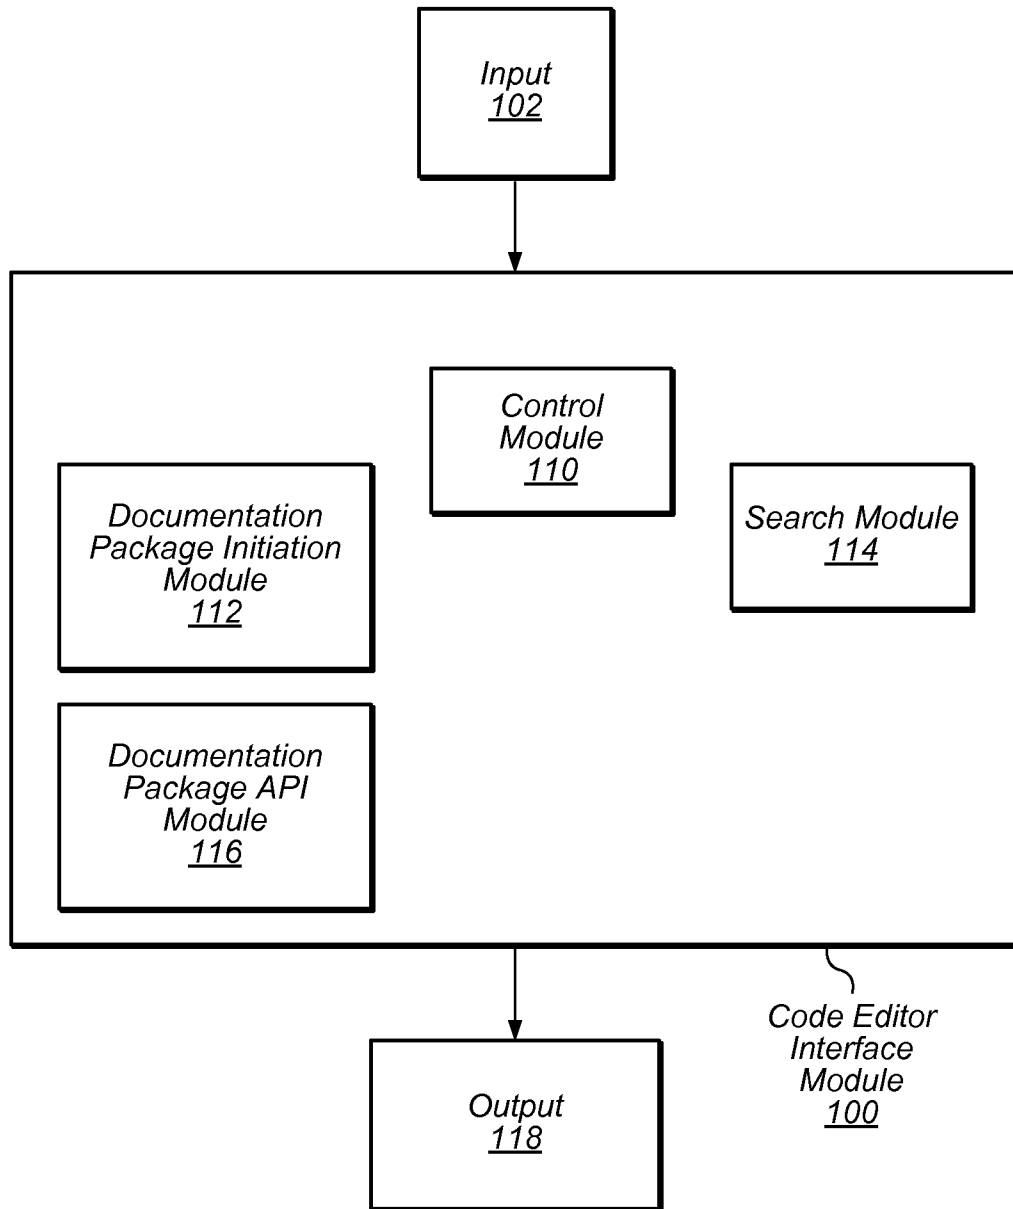 Input
102
Control
Module
110
Documentation
Package Initiation
Module
112
Search Module
114
Documentation
Package API
Module
116
Code Editor
Interface
Module
100
Output
118